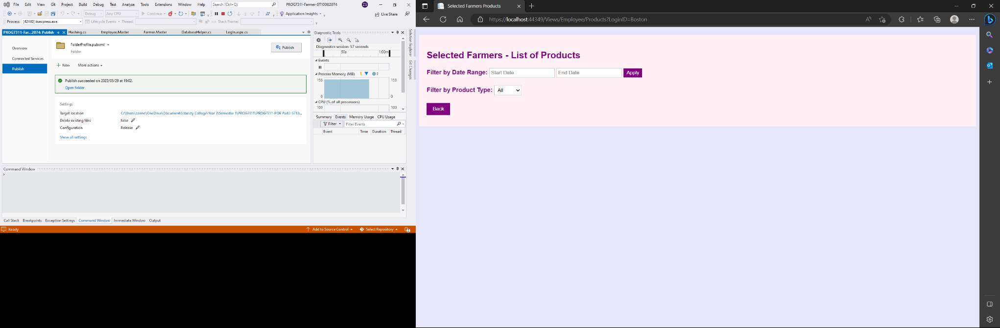 File Edit View Git Project Build Debug Test Analyze Tools Extensions Window Help Search (Ctrl+Q) PROG7311-Farmer-ST10082074 ZS
Debug Any CPU Continue Application Insights Live Share
Process: [42440] iisexpress.exe Lifecycle Events Thread: Stack Frame:
PROG7311-Far...2074: Publish Hashing.cs Employee.Master Farmer.Master DatabaseHelper.cs LogIn.aspx.cs
Overview
Connected Services
Publish
FolderProfile.pubxml
Folder
Publish
New More actions
Publish succeeded on 2023/05/29 at 19:02.
Open folder
Settings
Target location C:\Users\zanne\OneDrive\Documents\Varsity College\Year 3\Semester 1\PROG7311\PROG7311-POE Part2-ST10...
Delete existing files false
Configuration Release
Show all settings
Diagnostic Tools
Diagnostics session: 57 seconds
50s 1:00m
Events
Process Memory (MB) F
153 153
0 0
CPU (% of all processors)
100 100
Summary Events Memory Usage CPU Usage
Filter Filter Events
Event Time Duration Thread
Solution Explorer
Git Changes
Command Window
>
Call Stack Breakpoints Exception Settings Command Window Immediate Window Output
Ready Add to Source Control Select Repository 2
Selected Farmers Products
https://localhost:44349/Views/Employee/Products?LoginID=Boston
Selected Farmers - List of Products
Filter by Date Range: Start Date End Date Apply
Filter by Product Type: All
Back